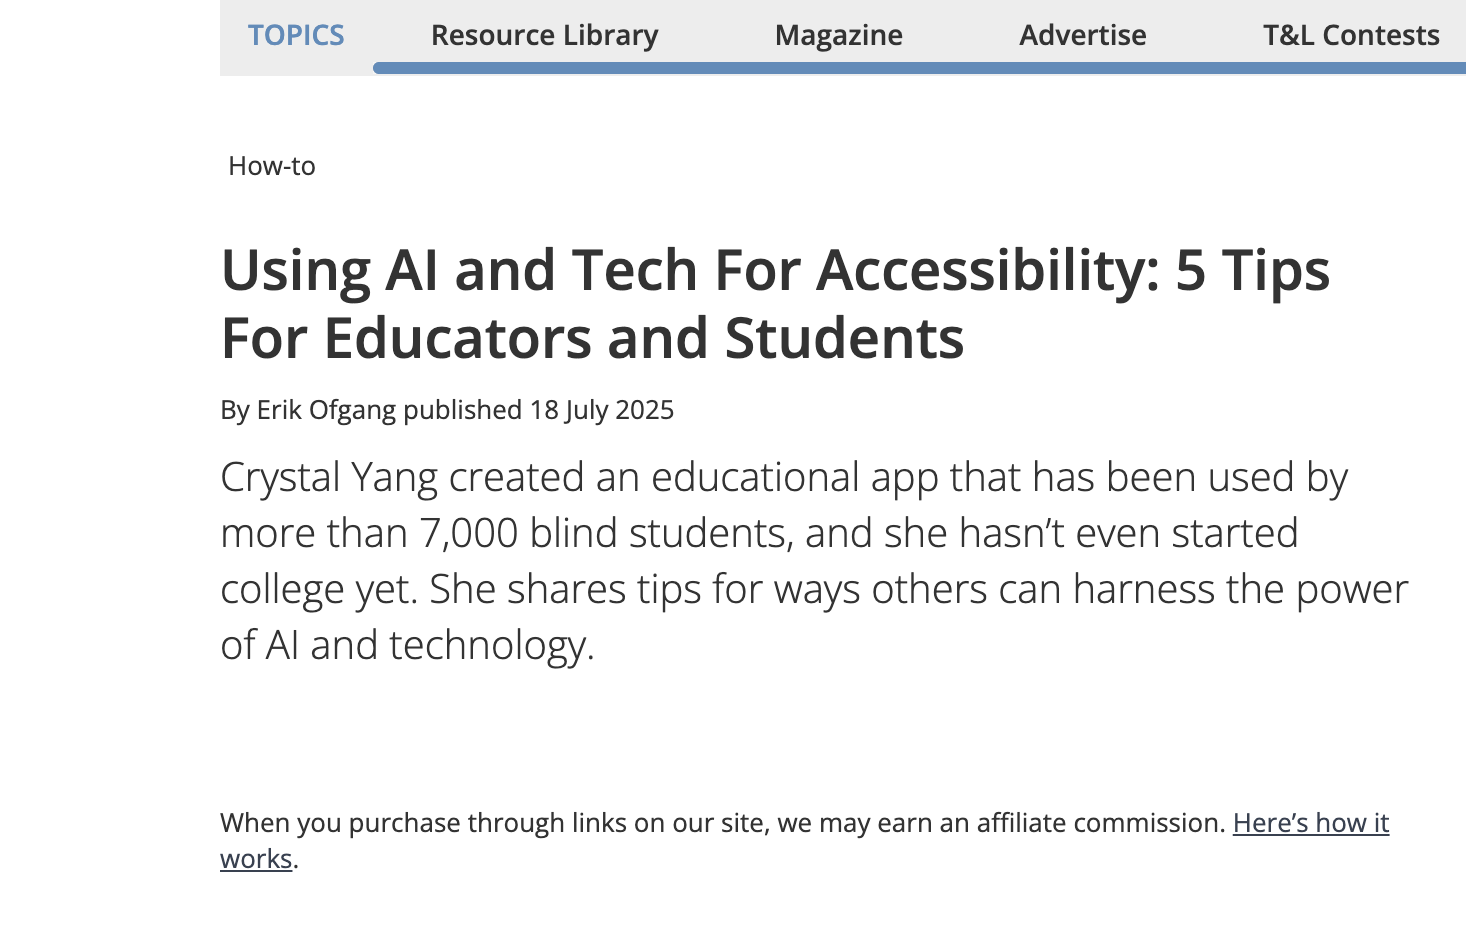 TOPICS Resource Library Magazine Advertise T&L Contests
How-to
Using AI and Tech For Accessibility: 5 Tips
For Educators and Students
By Erik Ofgang published 18 July 2025
Crystal Yang created an educational app that has been used by
more than 7,000 blind students, and she hasn’t even started
college yet. She shares tips for ways others can harness the power
of AI and technology.
When you purchase through links on our site, we may earn an affiliate commission. Here’s how it
works.